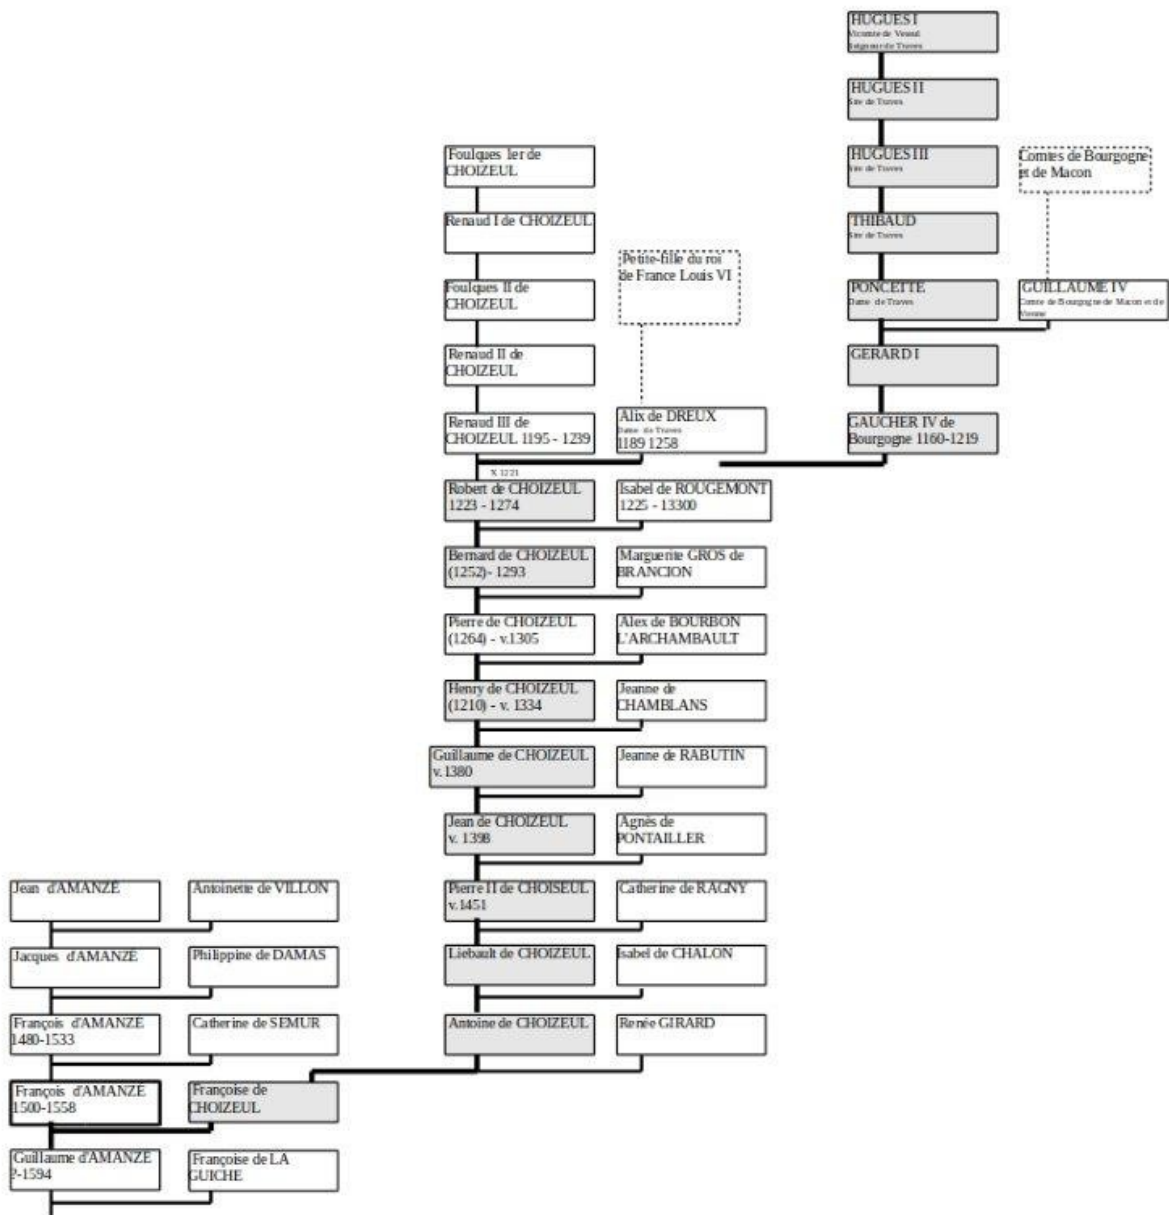 HUGUES I
Vicomte de Vesoul
Seigneur de Traves
HUGUES II
Sire de Traves
HUGUES III
Sire de Traves
Comtes de Bourgogne
et de Macon
Foulques 1er de
CHOIZEUL
Renaud I de CHOIZEUL
THIBAUD
Sire de Traves
Petite-fille du roi
de France Louis VI
Foulques II de
CHOIZEUL
PONCETTE
Dame de Traves
GUILLAUME IV
Comte de Bourgogne de Macon et de
Vienne
Renaud II de
CHOIZEUL
GERARD I
Renaud III de
CHOIZEUL 1195 - 1239
Alix de DREUX
Dame de Traves
1189 1258
GAUCHER IV de
Bourgogne 1160-1219
X 1221
Robert de CHOIZEUL
1223 - 1274
Isabel de ROUGEMONT
1225 - 13300
Bernard de CHOIZEUL
(1252)- 1293
Marguerite GROS de
BRANCION
Pierre de CHOIZEUL
(1264) - v.1305
Alex de BOURBON
L'ARCHAMBAULT
Henry de CHOIZEUL
(1210) - v. 1334
Jeanne de
CHAMBLANS
Guillaume de CHOIZEUL
v.1380
Jeanne de RABUTIN
Jean de CHOIZEUL
v. 1398
Agnès de
PONTAILLER
Jean d'AMANZÉ
Antoinette de VILLON
Pierre II de CHOISEUL
v.1451
Catherine de RAGNY
Jacques d'AMANZÉ
Philippine de DAMAS
Liebault de CHOIZEUL
Isabel de CHALON
François d'AMANZÉ
1480-1533
Catherine de SEMUR
Antoine de CHOIZEUL
Renée GIRARD
François d'AMANZÉ
1500-1558
Françoise de
CHOIZEUL
Guillaume d'AMANZÉ
?-1594
Françoise de LA
GUICHE